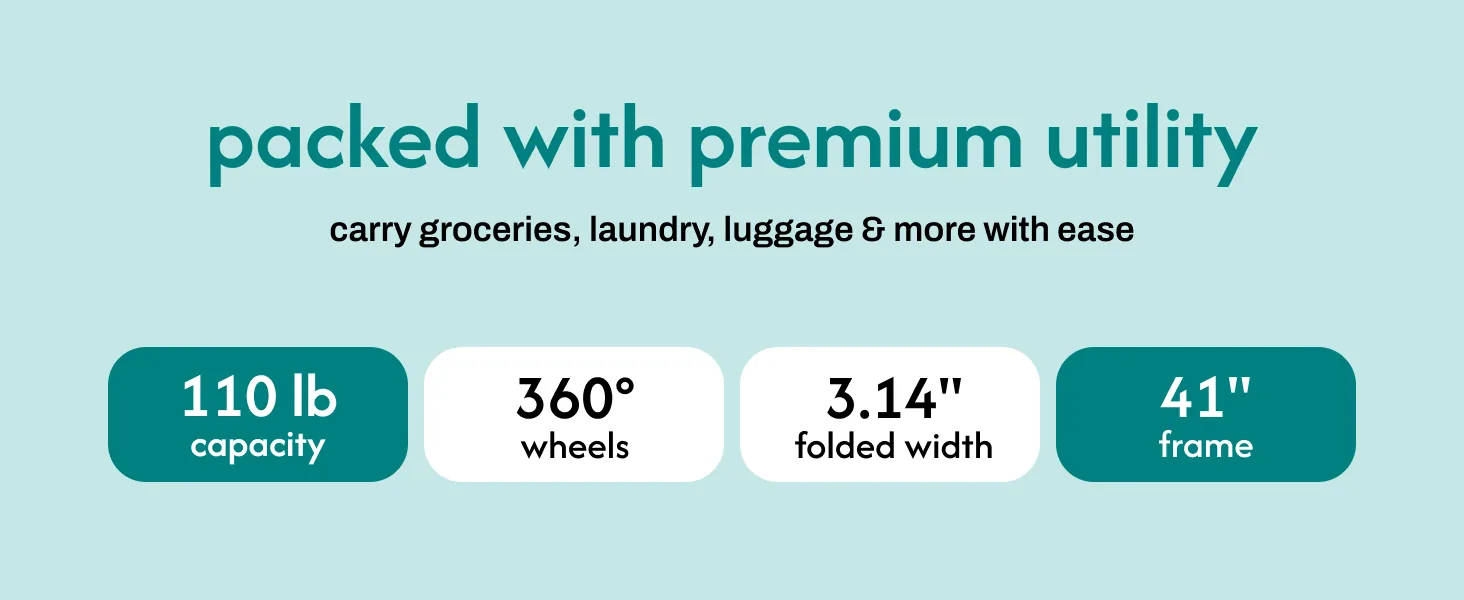 packed with premium utility
carry groceries, laundry, luggage & more with ease
110 lb
capacity
360°
wheels
3.14"
folded width
41"
frame